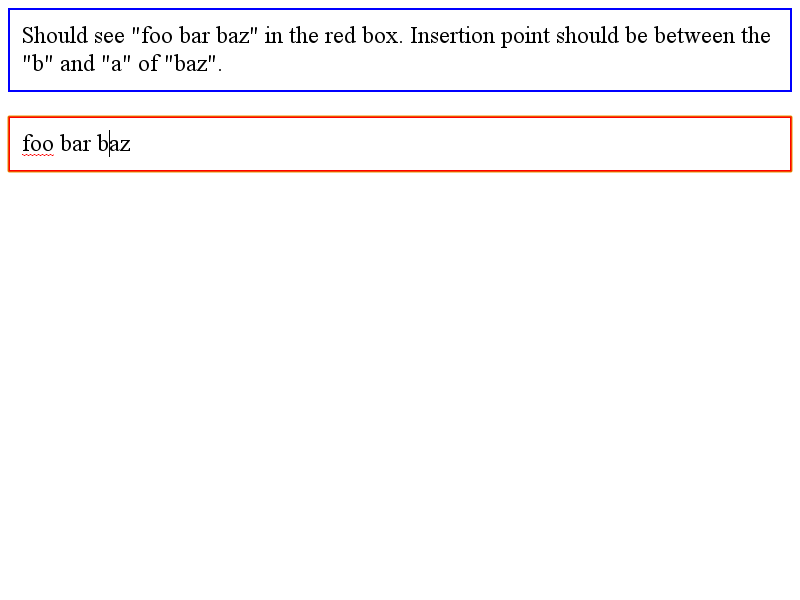 Should see "foo bar baz" in the red box. Insertion point should be between the
"b" and "a" of "baz".
foo bar baz